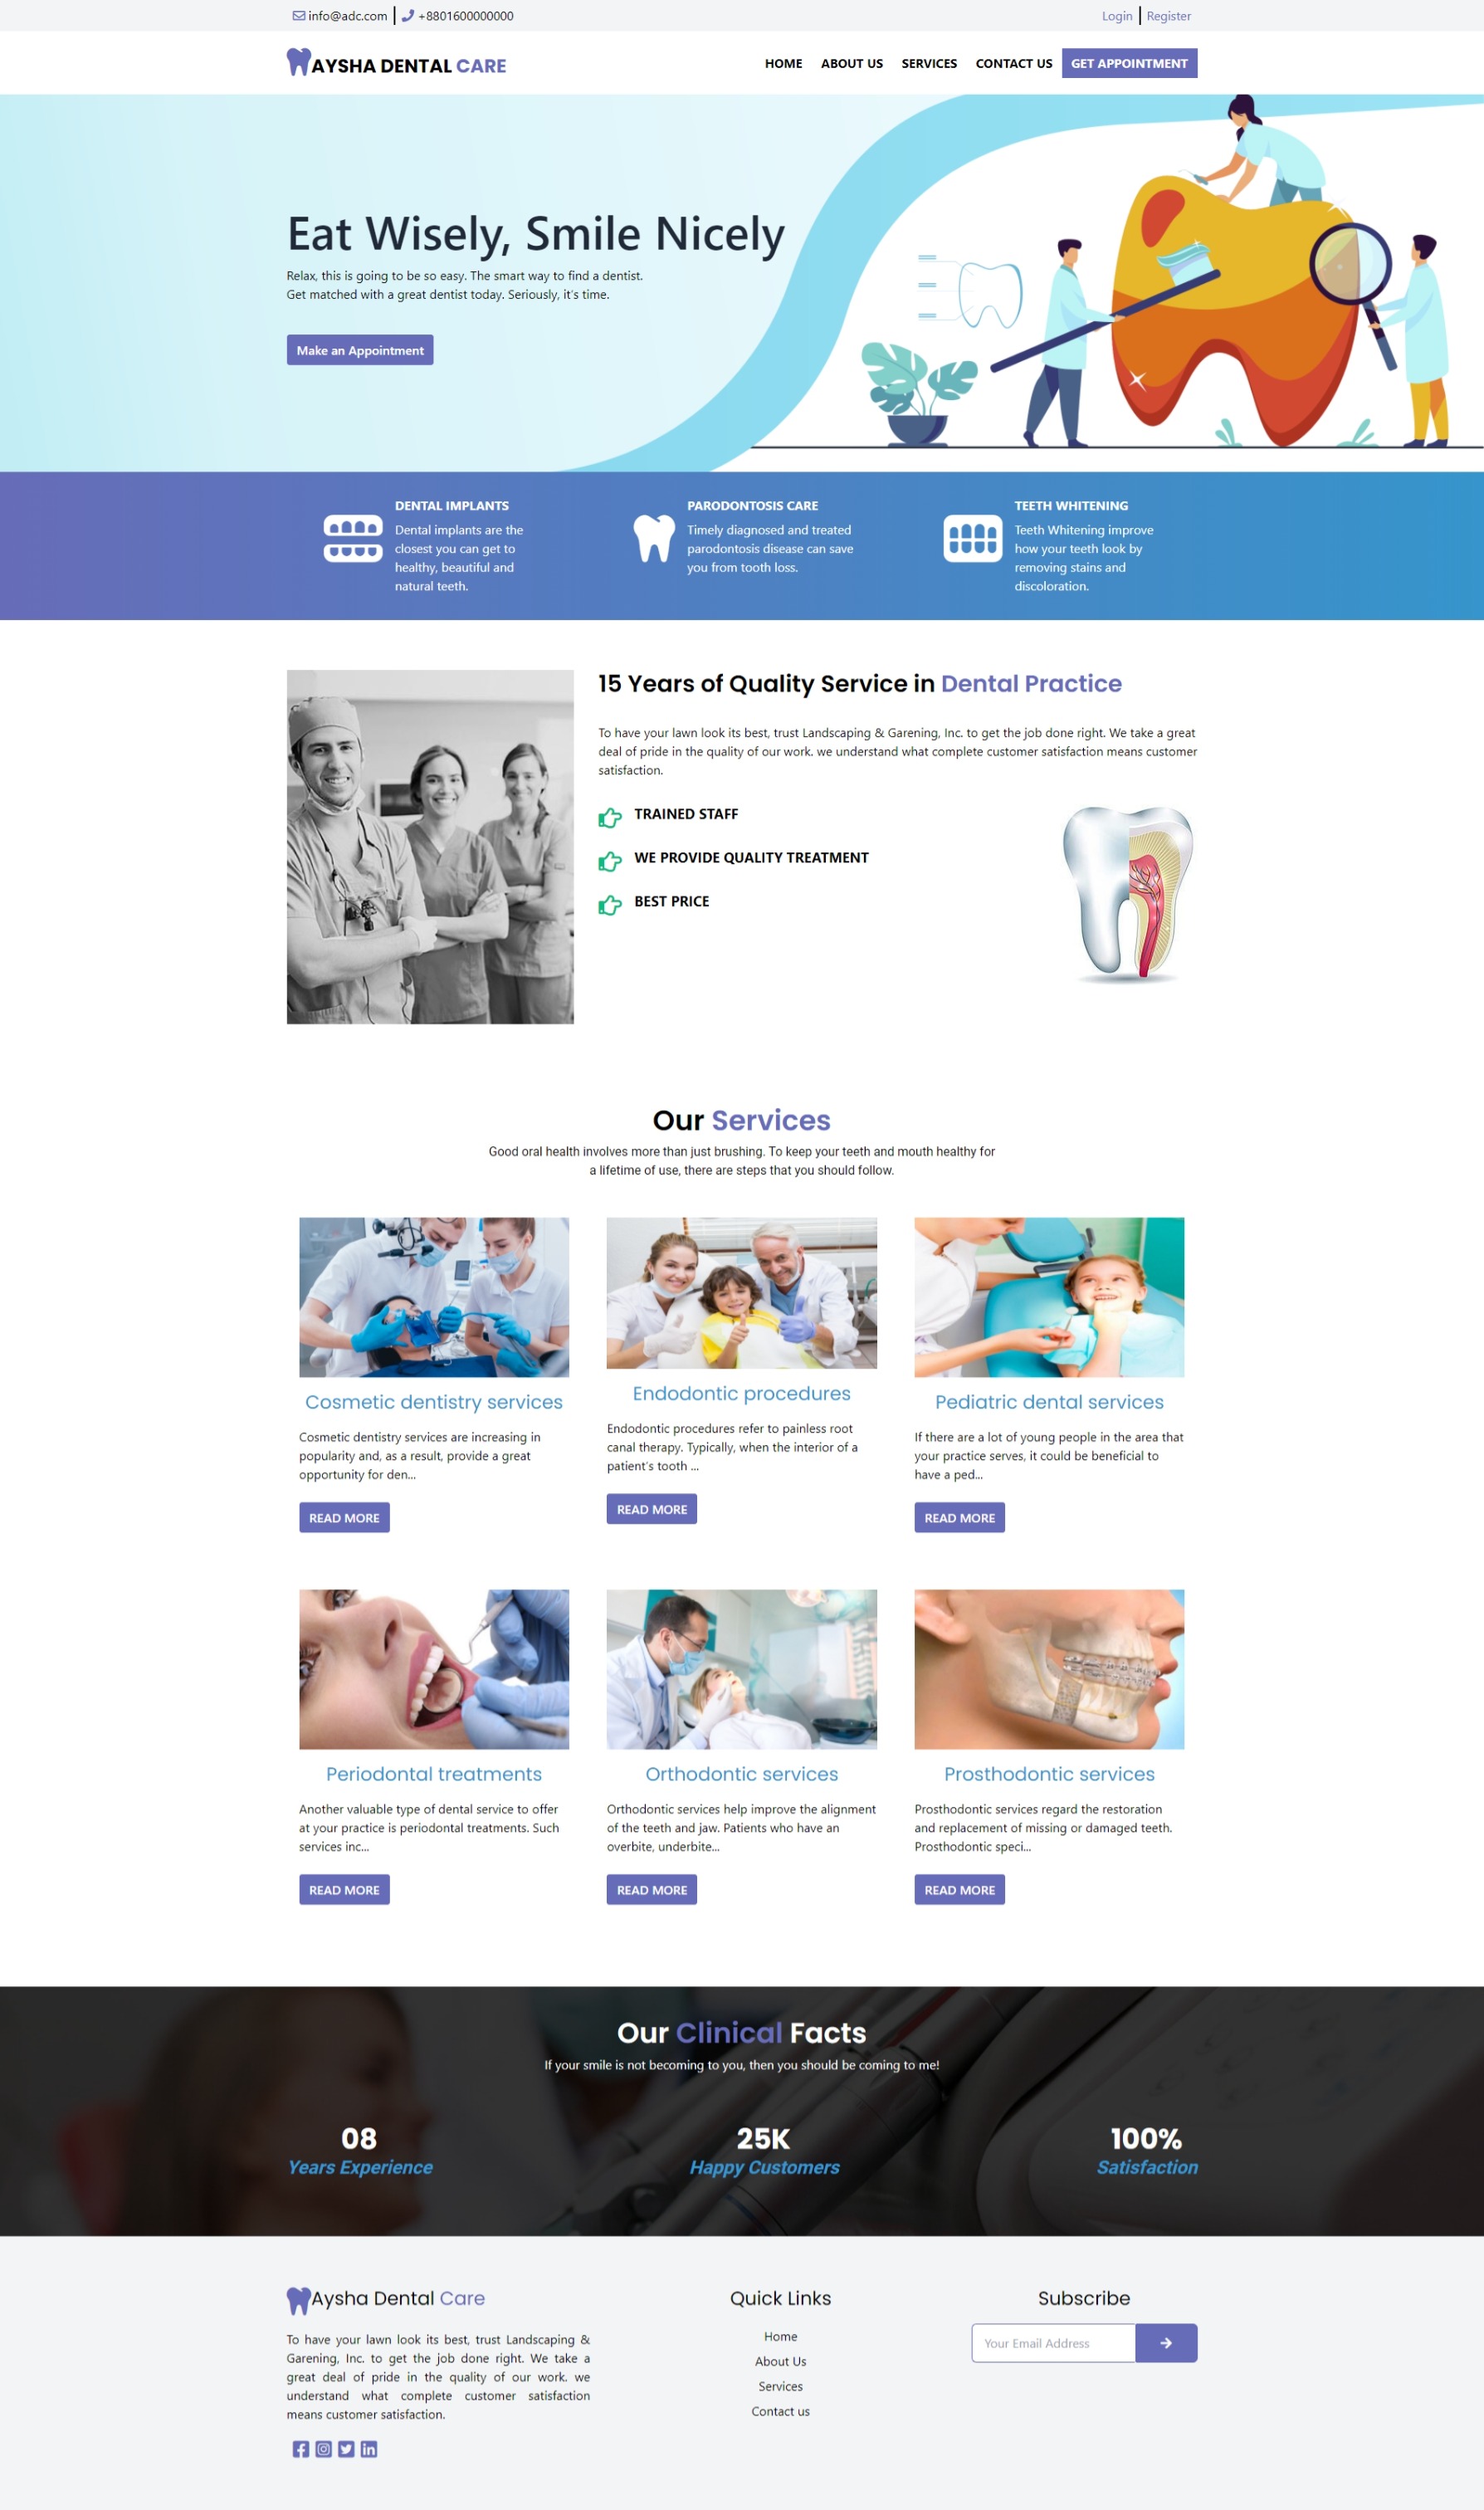 info@adc.com
+8801600000000
Login
Register
AYSHA DENTAL CARE
HOME
ABOUT US
SERVICES
CONTACT US
GET APPOINTMENT
Eat Wisely, Smile Nicely
Relax, this is going to be so easy. The smart way to find a dentist.
Get matched with a great dentist today. Seriously, it's time.
Make an Appointment
DENTAL IMPLANTS
Dental implants are the
closest you can get to
healthy, beautiful and
natural teeth.
PARODONTOSIS CARE
Timely diagnosed and treated
parodontosis disease can save
you from tooth loss.
TEETH WHITENING
Teeth Whitening improve
how your teeth look by
removing stains and
discoloration.
15 Years of Quality Service in Dental Practice
To have your lawn look its best, trust Landscaping & Garening, Inc. to get the job done right. We take a great
deal of pride in the quality of our work. we understand what complete customer satisfaction means customer
satisfaction.
TRAINED STAFF
WE PROVIDE QUALITY TREATMENT
BEST PRICE
Our Services
Good oral health involves more than just brushing. To keep your teeth and mouth healthy for
a lifetime of use, there are steps that you should follow.
Cosmetic dentistry services
Cosmetic dentistry services are increasing in
popularity and, as a result, provide a great
opportunity for den...
READ MORE
Endodontic procedures
Endodontic procedures refer to painless root
canal therapy. Typically, when the interior of a
patient's tooth ...
READ MORE
Pediatric dental services
If there are a lot of young people in the area that
your practice serves, it could be beneficial to
have a ped...
READ MORE
Periodontal treatments
Another valuable type of dental service to offer
at your practice is periodontal treatments. Such
services inc...
READ MORE
Orthodontic services
Orthodontic services help improve the alignment
of the teeth and jaw. Patients who have an
overbite, underbite...
READ MORE
Prosthodontic services
Prosthodontic services regard the restoration
and replacement of missing or damaged teeth.
Prosthodontic speci...
READ MORE
Our Clinical Facts
If your smile is not becoming to you, then you should be coming to me!
08
Years Experience
25K
Happy Customers
100%
Satisfaction
Aysha Dental Care
To have your lawn look its best, trust Landscaping &
Garening, Inc. to get the job done right. We take a
great deal of pride in the quality of our work. we
understand what complete customer satisfaction
means customer satisfaction.
Quick Links
Home
About Us
Services
Contact us
Subscribe
Your Email Address